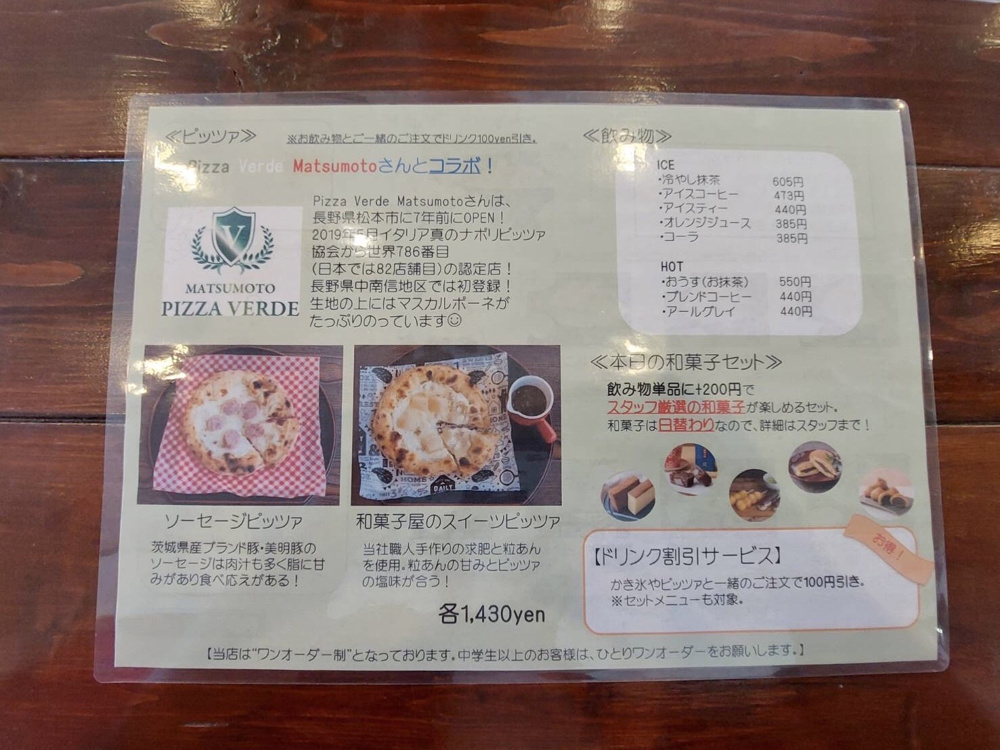 ≪ピッツァ≫
※お飲み物とご一緒のご注文でドリンク100yen引き。
Pizza Verde Matsumotoさんとコラボ！
MATSUMOTO
PIZZA VERDE
Pizza Verde Matsumotoさんは、
長野県松本市に7年前にOPEN！
2019年5月イタリア真のナポリピッツァ
協会から世界786番目
(日本では82店舗目)の認定店！
長野県中南信地区では初登録！
生地の上にはマスカルポーネが
たっぷりのっています☺
HOME
DAILY
ソーセージピッツァ
茨城県産ブランド豚・美明豚の
ソーセージは肉汁も多く脂に甘
みがあり食べ応えがある！
和菓子屋のスイーツピッツァ
当社職人手作りの求肥と粒あん
を使用。粒あんの甘みとピッツァ
の塩味が合う！
各1,430yen
≪飲み物≫
ICE
・冷やし抹茶 605円
・アイスコーヒー 473円
・アイスティー 440円
・オレンジジュース 385円
・コーラ 385円
HOT
・おうす(お抹茶) 550円
・ブレンドコーヒー 440円
・アールグレイ 440円
≪本日の和菓子セット≫
飲み物単品に+200円で
スタッフ厳選の和菓子が楽しめるセット。
和菓子は日替わりなので、詳細はスタッフまで！
お得！
【ドリンク割引サービス】
かき氷やピッツァと一緒のご注文で100円引き。
※セットメニューも対象。
【当店は"ワンオーダー制"となっております。中学生以上のお客様は、ひとりワンオーダーをお願いします。】